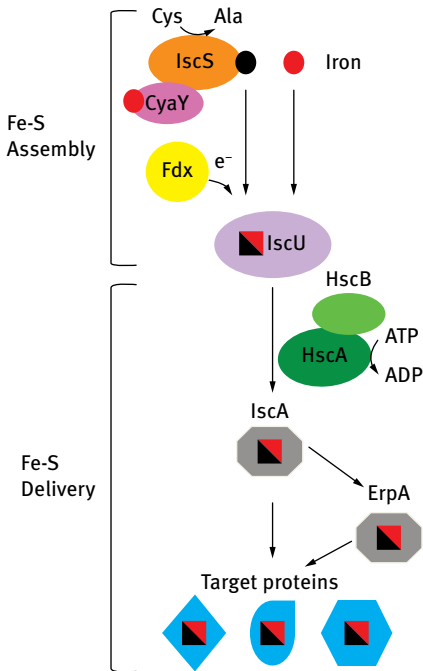 Cys
Ala
IscS
Iron
CyaY
Fe-S
Assembly
Fdx
e⁻
IscU
HscB
ATP
HscA
ADP
IscA
Fe-S
Delivery
ErpA
Target proteins